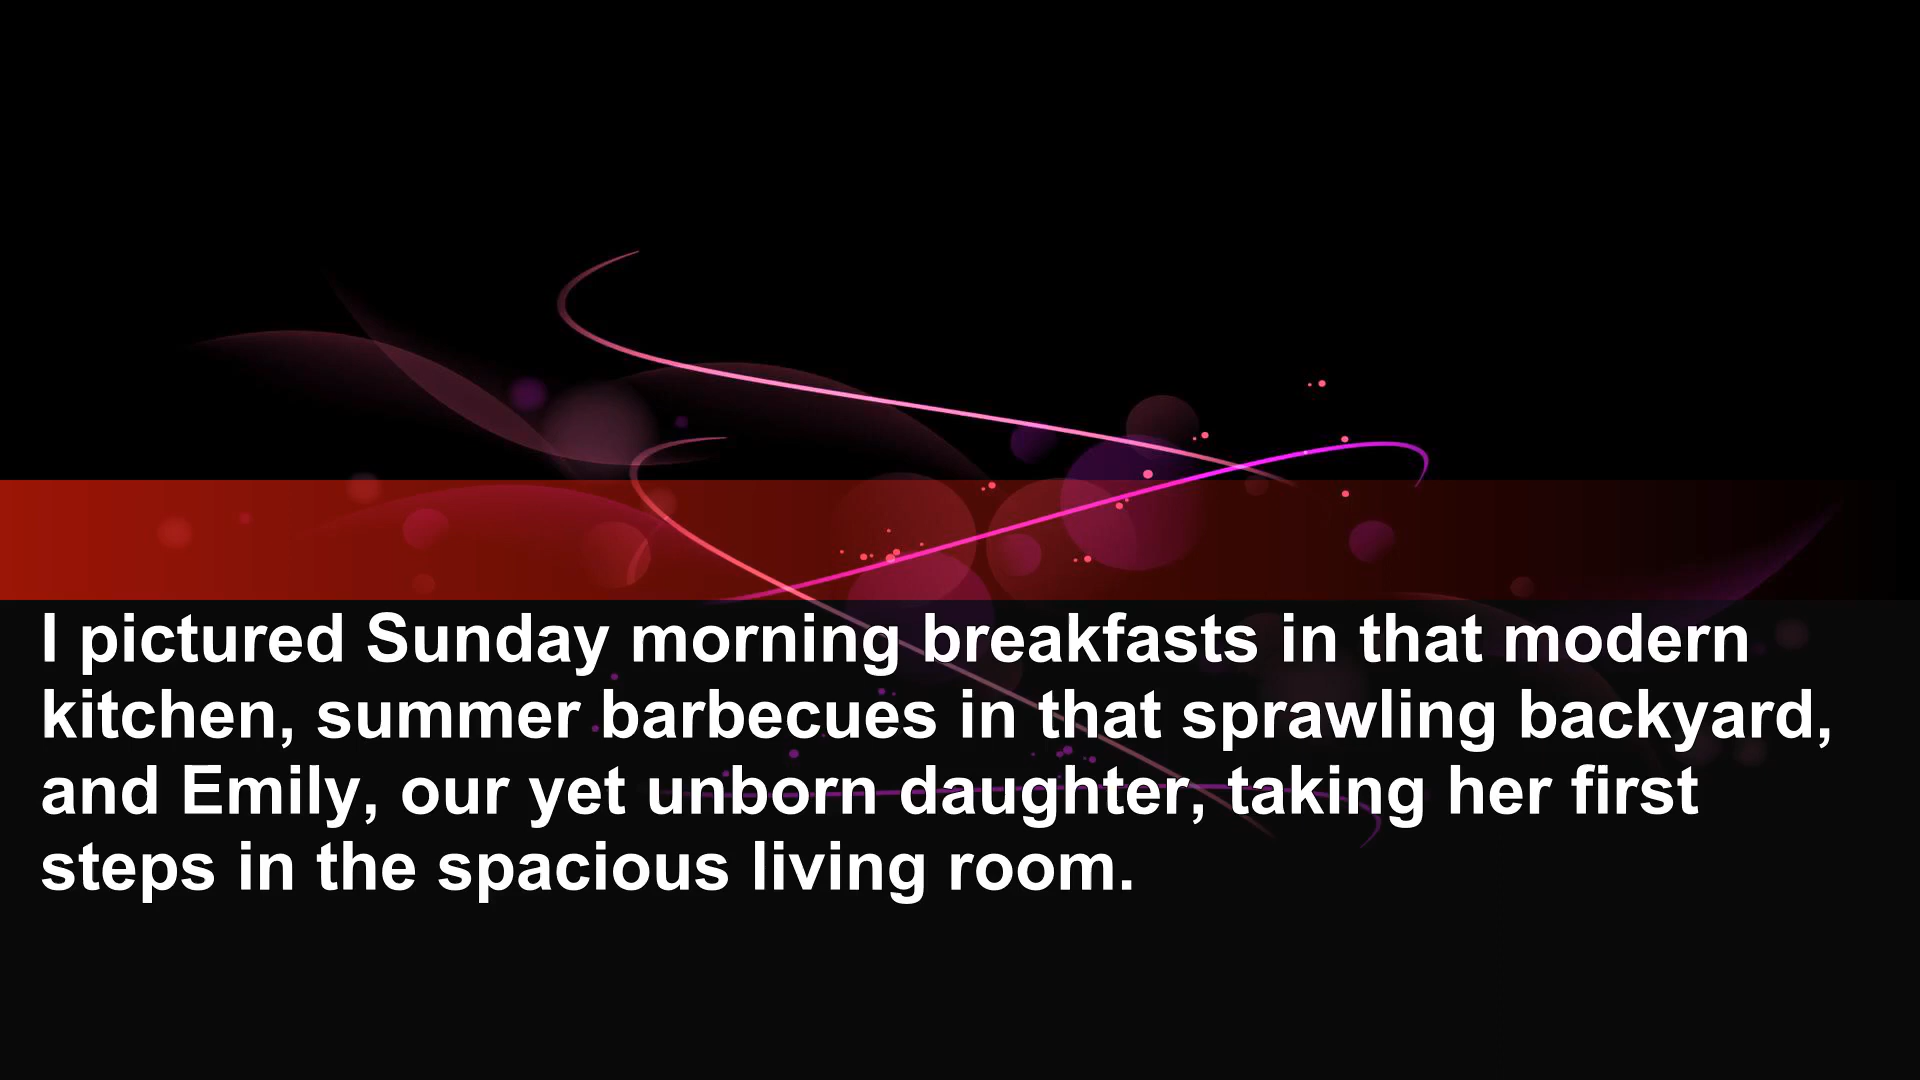 I pictured Sunday morning breakfasts in that modern
kitchen, summer barbecues in that sprawling backyard,
and Emily, our yet unborn daughter, taking her first
steps in the spacious living room.